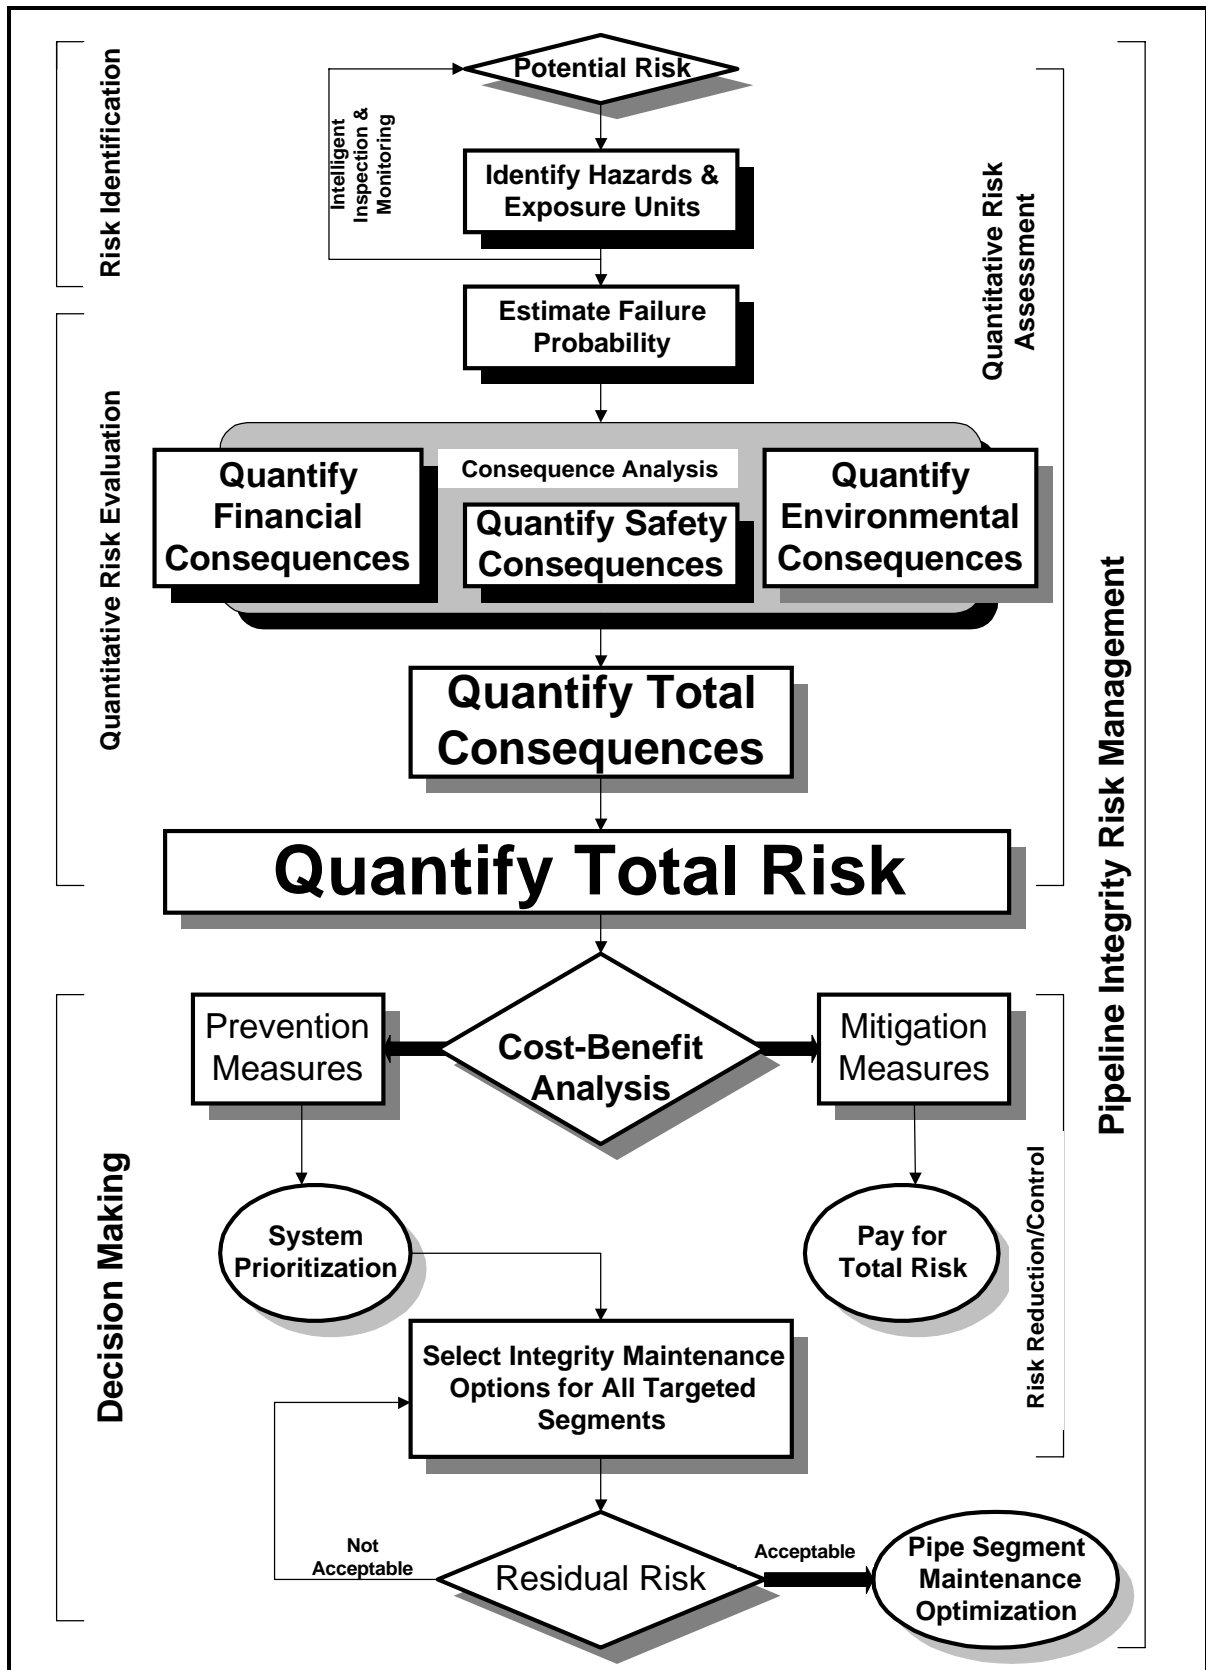 Potential Risk
Intelligent
Inspection &
Monitoring
Identify Hazards &
Exposure Units
Risk Identification
Quantitative Risk
Assessment
Estimate Failure
Probability
Consequence Analysis
Quantify
Financial
Consequences
Quantify Safety
Consequences
Quantify
Environmental
Consequences
Quantitative Risk Evaluation
Quantify Total
Consequences
Quantify Total Risk
Pipeline Integrity Risk Management
Prevention
Measures
Cost-Benefit
Analysis
Mitigation
Measures
Decision Making
System
Prioritization
Pay for
Total Risk
Risk Reduction/Control
Select Integrity Maintenance
Options for All Targeted
Segments
Not
Acceptable
Residual Risk
Acceptable
Pipe Segment
Maintenance
Optimization